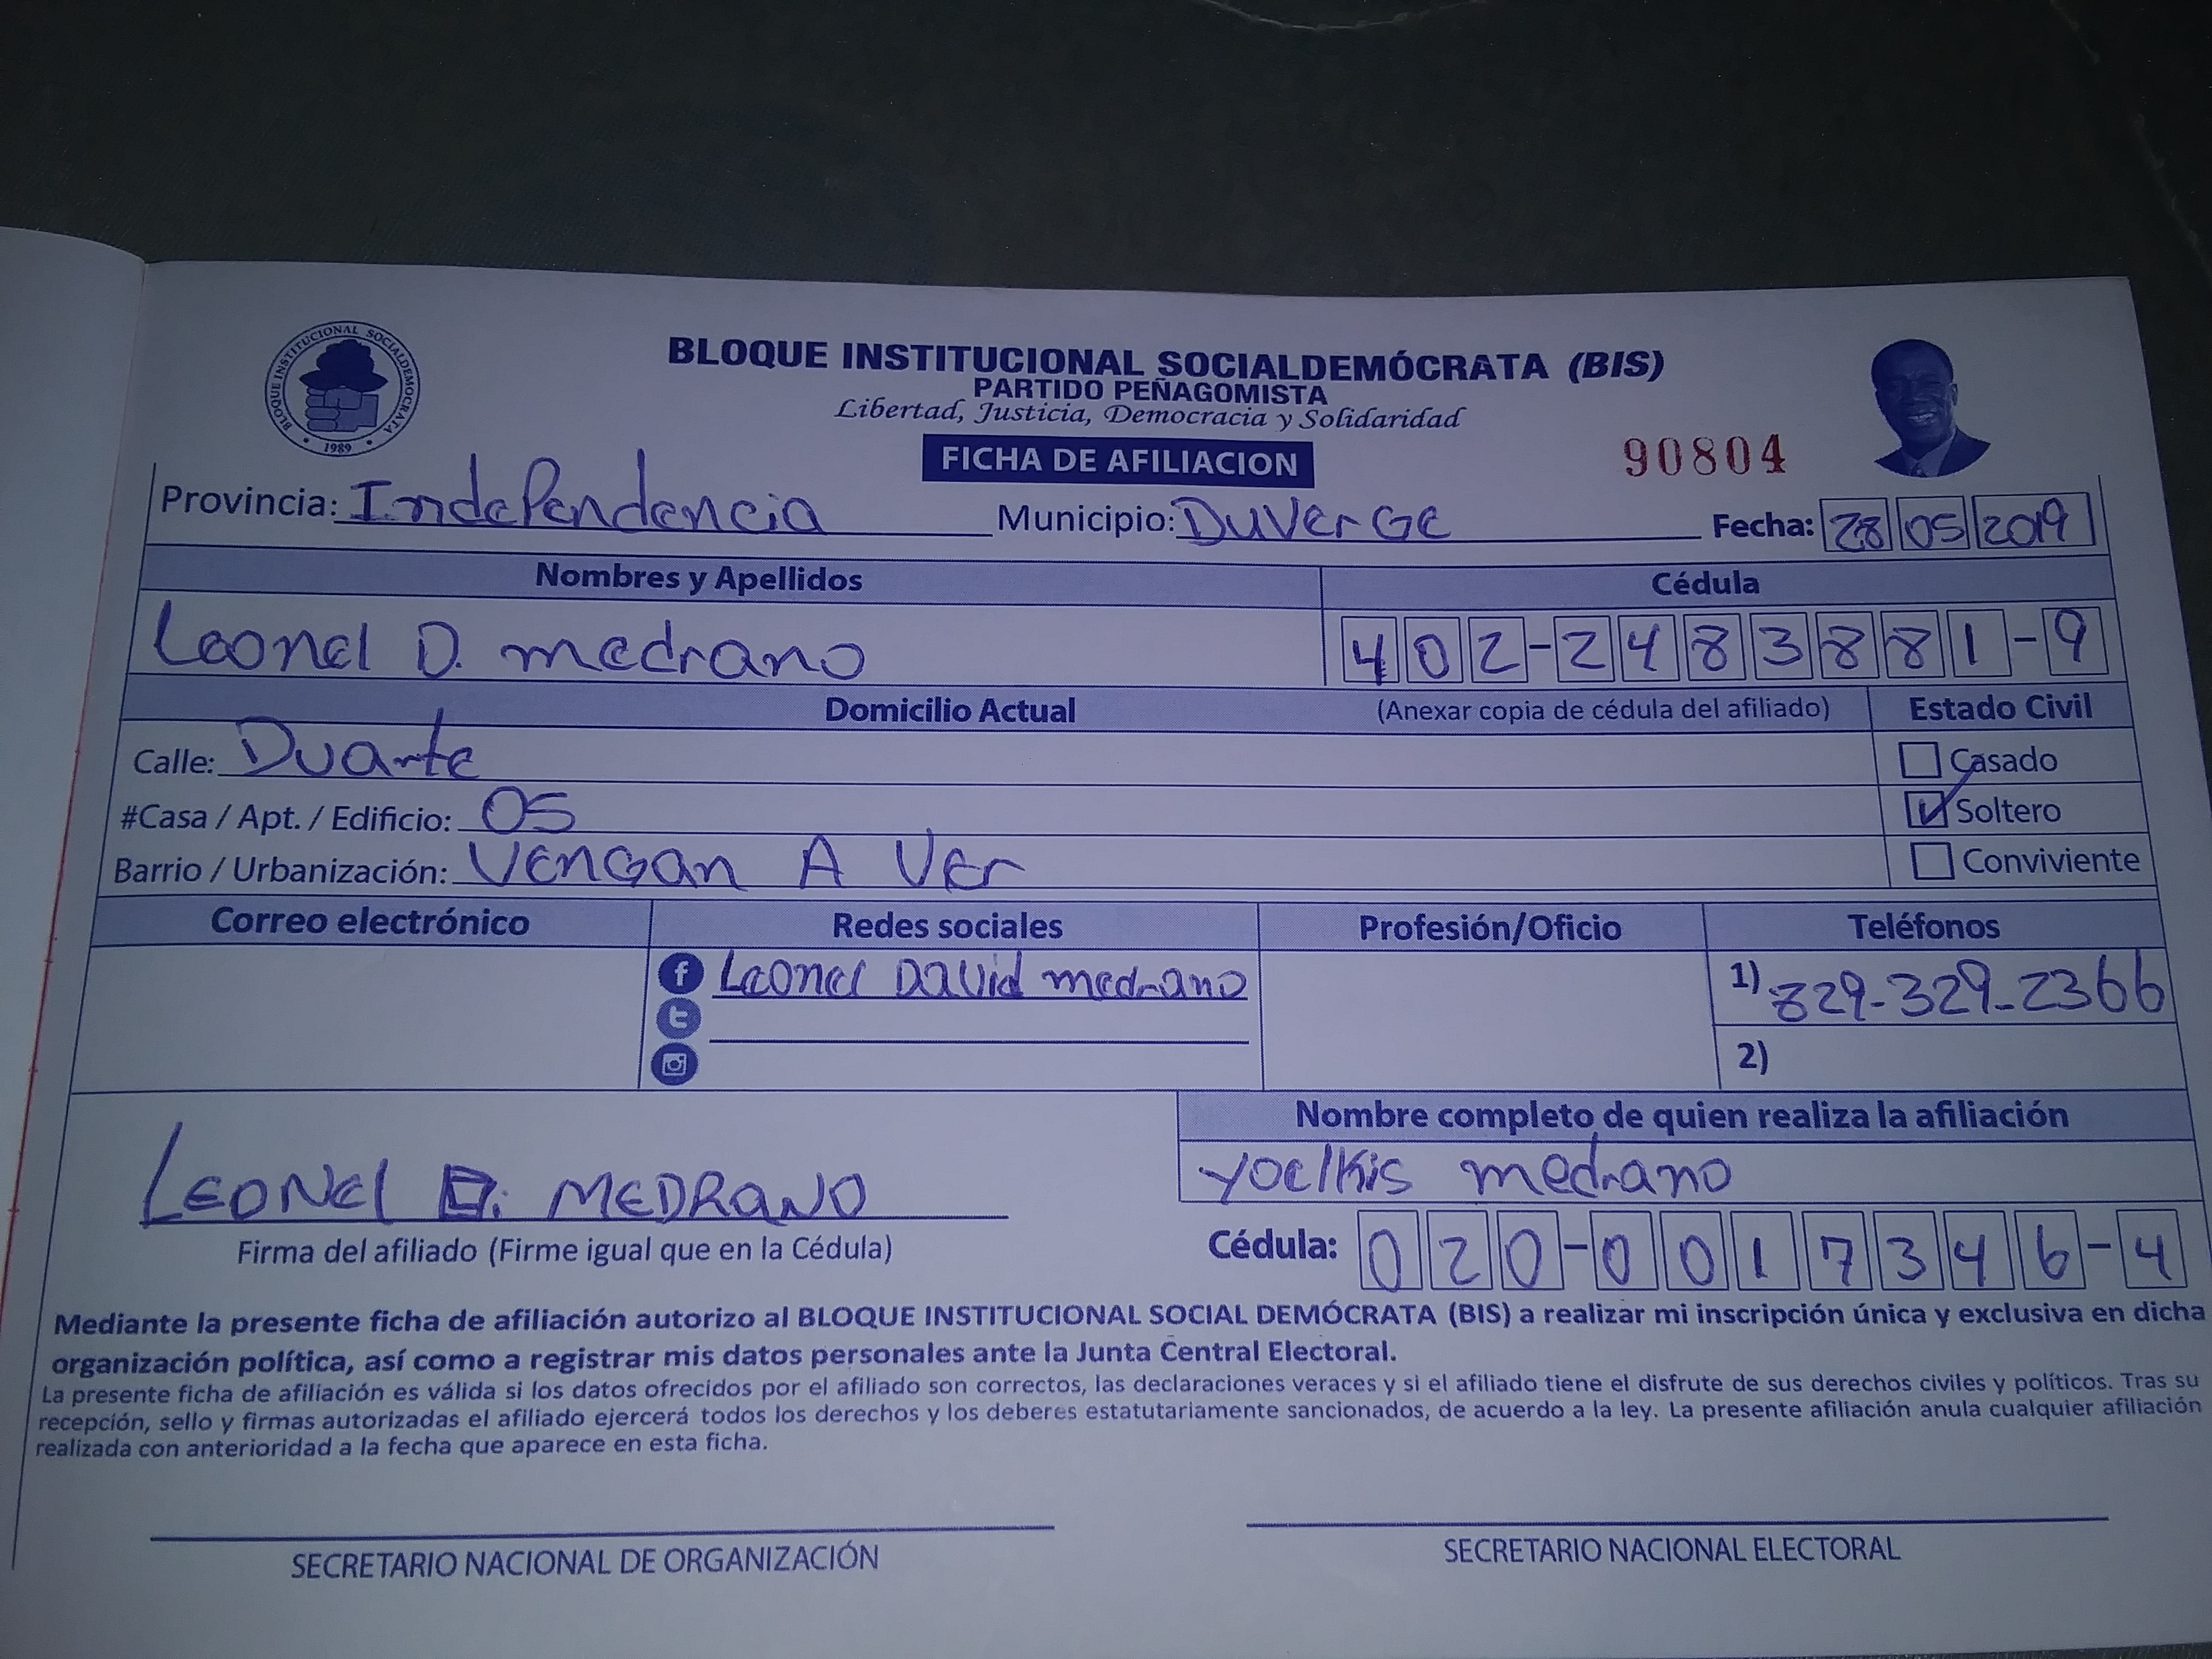 BLOQUE INSTITUCIONAL SOCIALDEMOCRATA
1989
BLOQUE INSTITUCIONAL SOCIALDEMÓCRATA (BIS)
PARTIDO PEÑAGOMISTA
Libertad, Justicia, Democracia y Solidaridad
FICHA DE AFILIACION
90804
Provincia: Independencia Municipio: Duverge Fecha: 28 05 2019
Nombres y Apellidos Cédula
Leonel D. medrano 402-2483881-9
Domicilio Actual (Anexar copia de cédula del afiliado) Estado Civil
Calle: Duarte Casado
#Casa / Apt. / Edificio: 05 Soltero
Barrio / Urbanización: Vengan A Ver Conviviente
Correo electrónico Redes sociales Profesión/Oficio Teléfonos
Leonel David medrano 1) 829-329-2366
2)
Nombre completo de quien realiza la afiliación
Yoelkis medrano
LEONEL D. MEDRANO
Firma del afiliado (Firme igual que en la Cédula) Cédula: 020-0017346-4
Mediante la presente ficha de afiliación autorizo al BLOQUE INSTITUCIONAL SOCIAL DEMÓCRATA (BIS) a realizar mi inscripción única y exclusiva en dicha
organización política, así como a registrar mis datos personales ante la Junta Central Electoral.
La presente ficha de afiliación es válida si los datos ofrecidos por el afiliado son correctos, las declaraciones veraces y si el afiliado tiene el disfrute de sus derechos civiles y políticos. Tras su
recepción, sello y firmas autorizadas el afiliado ejercerá todos los derechos y los deberes estatutariamente sancionados, de acuerdo a la ley. La presente afiliación anula cualquier afiliación
realizada con anterioridad a la fecha que aparece en esta ficha.
SECRETARIO NACIONAL DE ORGANIZACIÓN SECRETARIO NACIONAL ELECTORAL